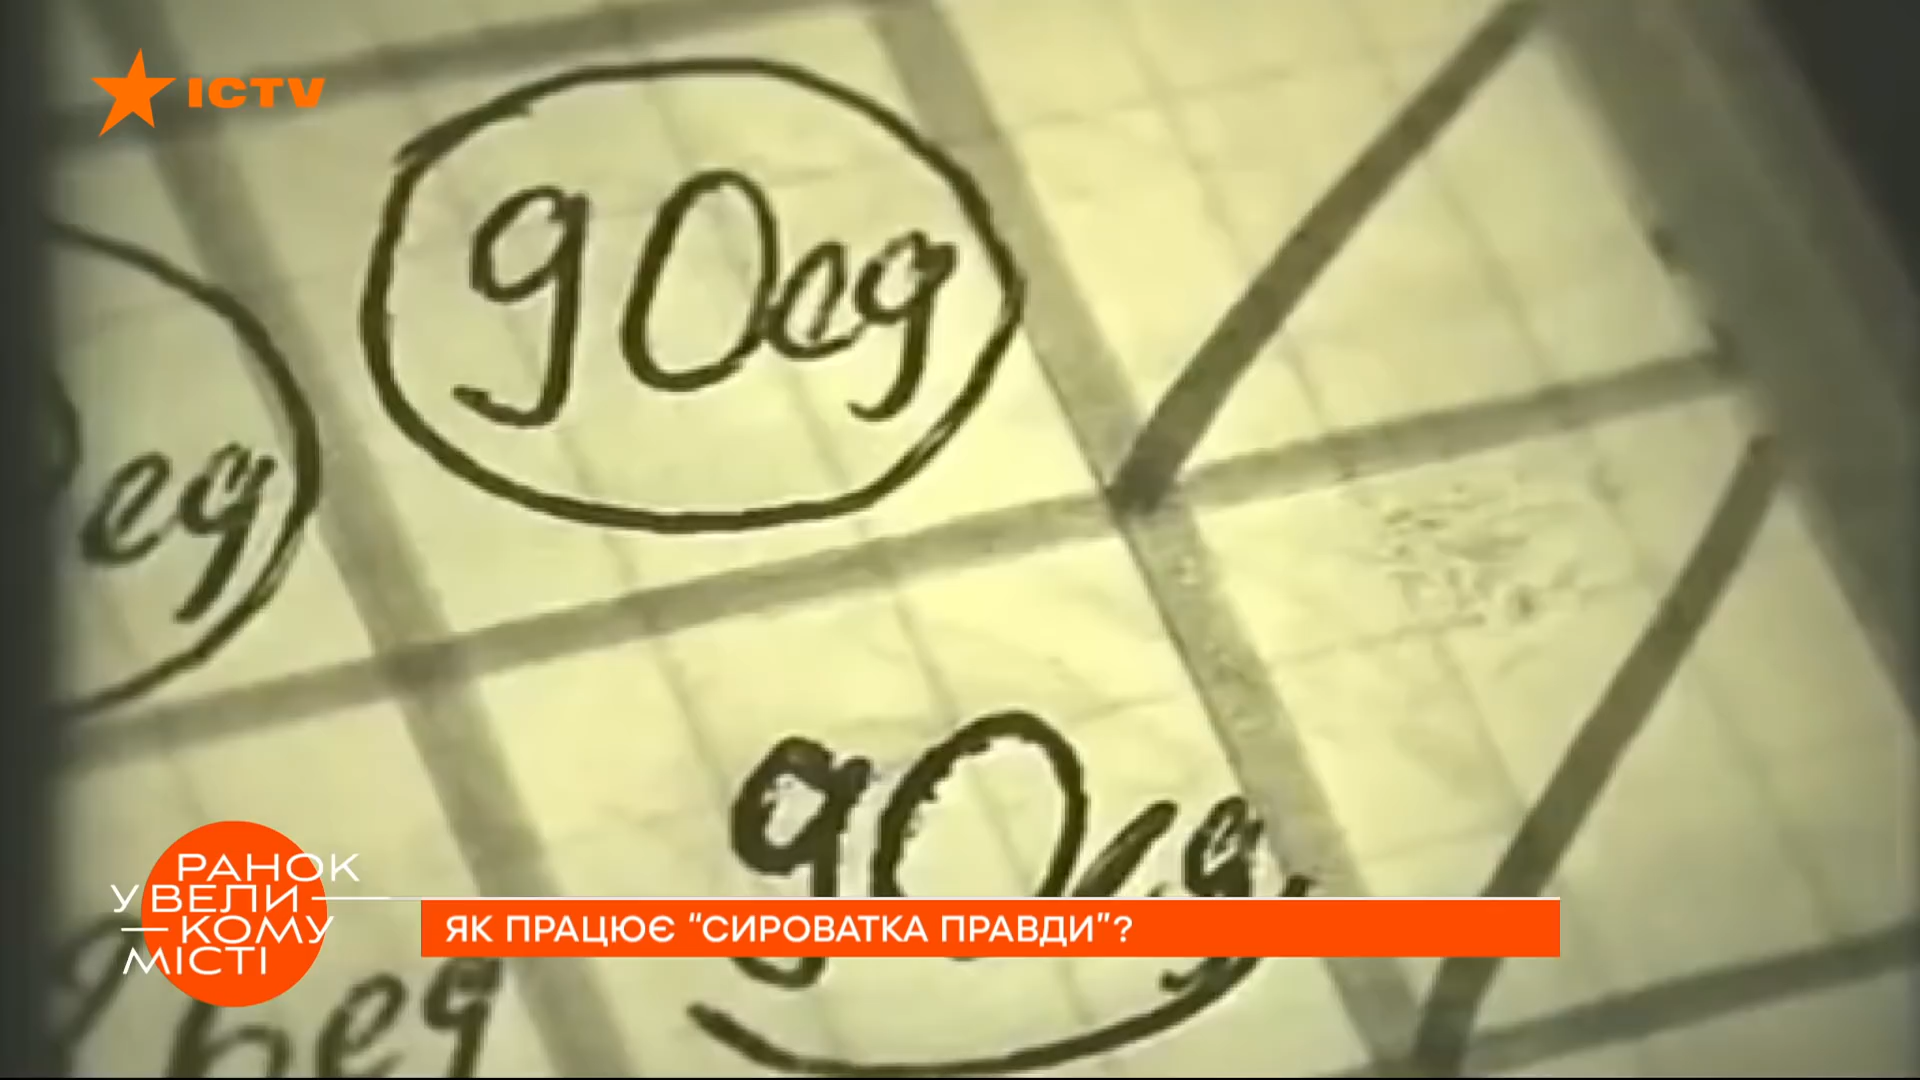 ICTV
90ед
ед
90ед
ед
РАНОК
У ВЕЛИ
КОМУ
МІСТІ
ЯК ПРАЦЮЄ “СИРОВАТКА ПРАВДИ”?